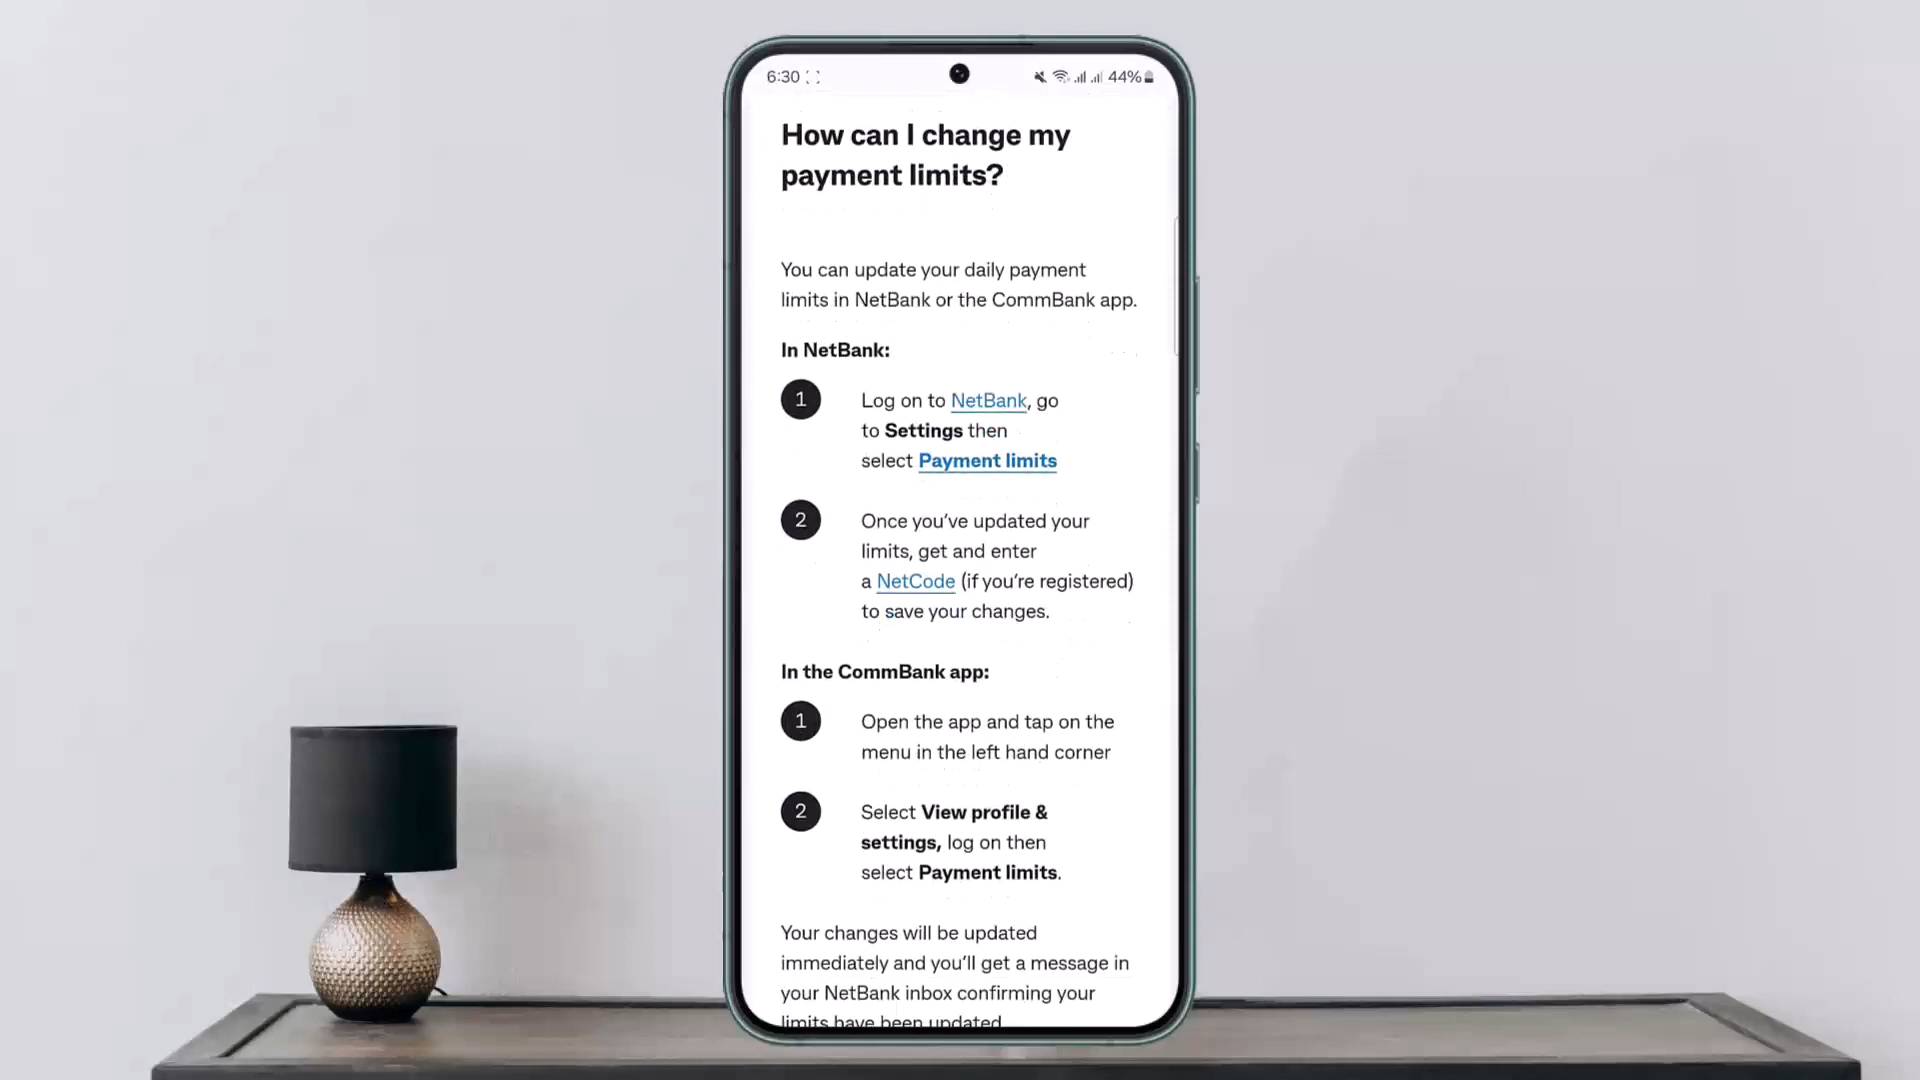 6:30
44%
How can I change my
payment limits?
You can update your daily payment
limits in NetBank or the CommBank app.
In NetBank:
1
Log on to NetBank, go
to Settings then
select Payment limits
2
Once you’ve updated your
limits, get and enter
a NetCode (if you’re registered)
to save your changes.
In the CommBank app:
1
Open the app and tap on the
menu in the left hand corner
2
Select View profile &
settings, log on then
select Payment limits.
Your changes will be updated
immediately and you’ll get a message in
your NetBank inbox confirming your
limits have been updated